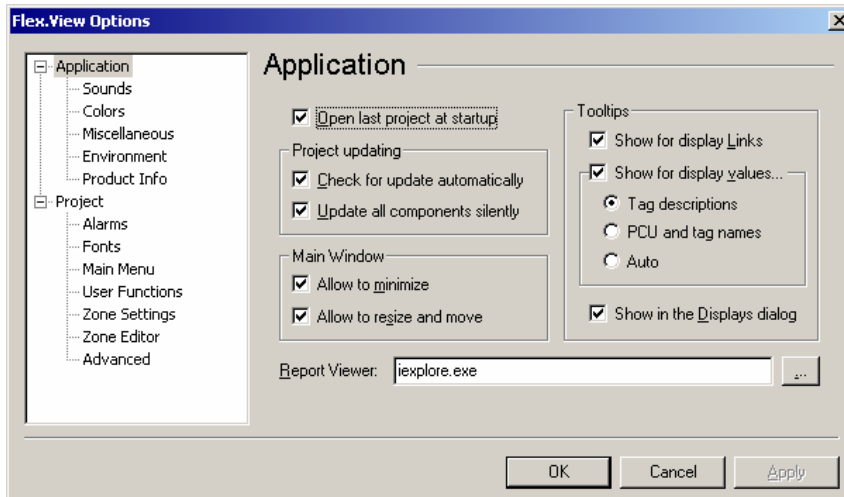 Flex.View Options
Application
Sounds
Colors
Miscellaneous
Environment
Product Info
Project
Alarms
Fonts
Main Menu
User Functions
Zone Settings
Zone Editor
Advanced
Application
Open last project at startup
Project updating
Check for update automatically
Update all components silently
Main Window
Allow to minimize
Allow to resize and move
Tooltips
Show for display Links
Show for display values...
Tag descriptions
PCU and tag names
Auto
Show in the Displays dialog
Report Viewer: iexplore.exe ...
OK Cancel Apply